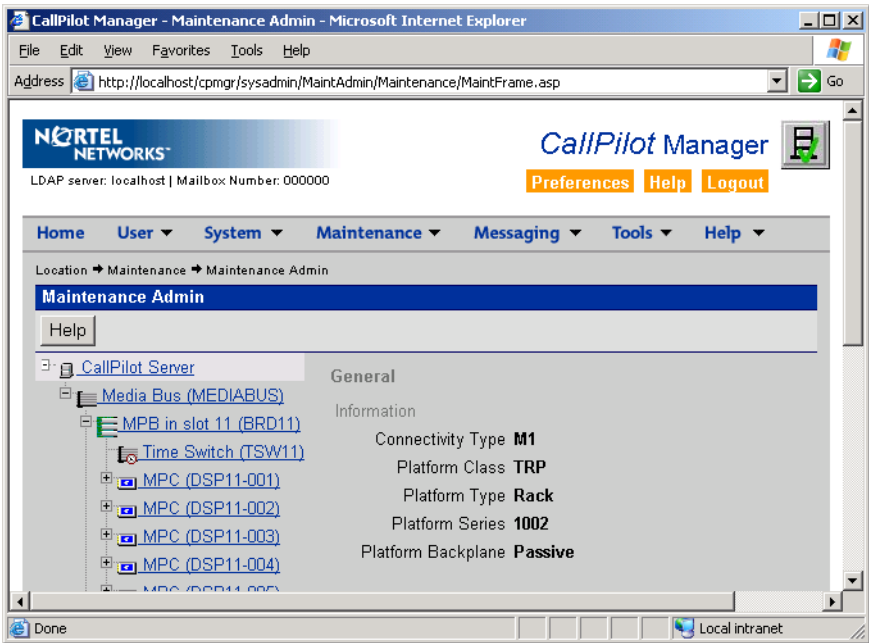 CallPilot Manager - Maintenance Admin - Microsoft Internet Explorer
File Edit View Favorites Tools Help
Address http://localhost/cpmgr/sysadmin/MaintAdmin/Maintenance/MaintFrame.asp Go
NORTEL
NETWORKS™
CallPilot Manager
LDAP server: localhost | Mailbox Number: 000000
Preferences Help Logout
Home User System Maintenance Messaging Tools Help
Location Maintenance Maintenance Admin
Maintenance Admin
Help
CallPilot Server
Media Bus (MEDIABUS)
MPB in slot 11 (BRD11)
Time Switch (TSW11)
MPC (DSP11-001)
MPC (DSP11-002)
MPC (DSP11-003)
MPC (DSP11-004)
MPC (DSP11-005)
General
Information
Connectivity Type M1
Platform Class TRP
Platform Type Rack
Platform Series 1002
Platform Backplane Passive
Done
Local intranet